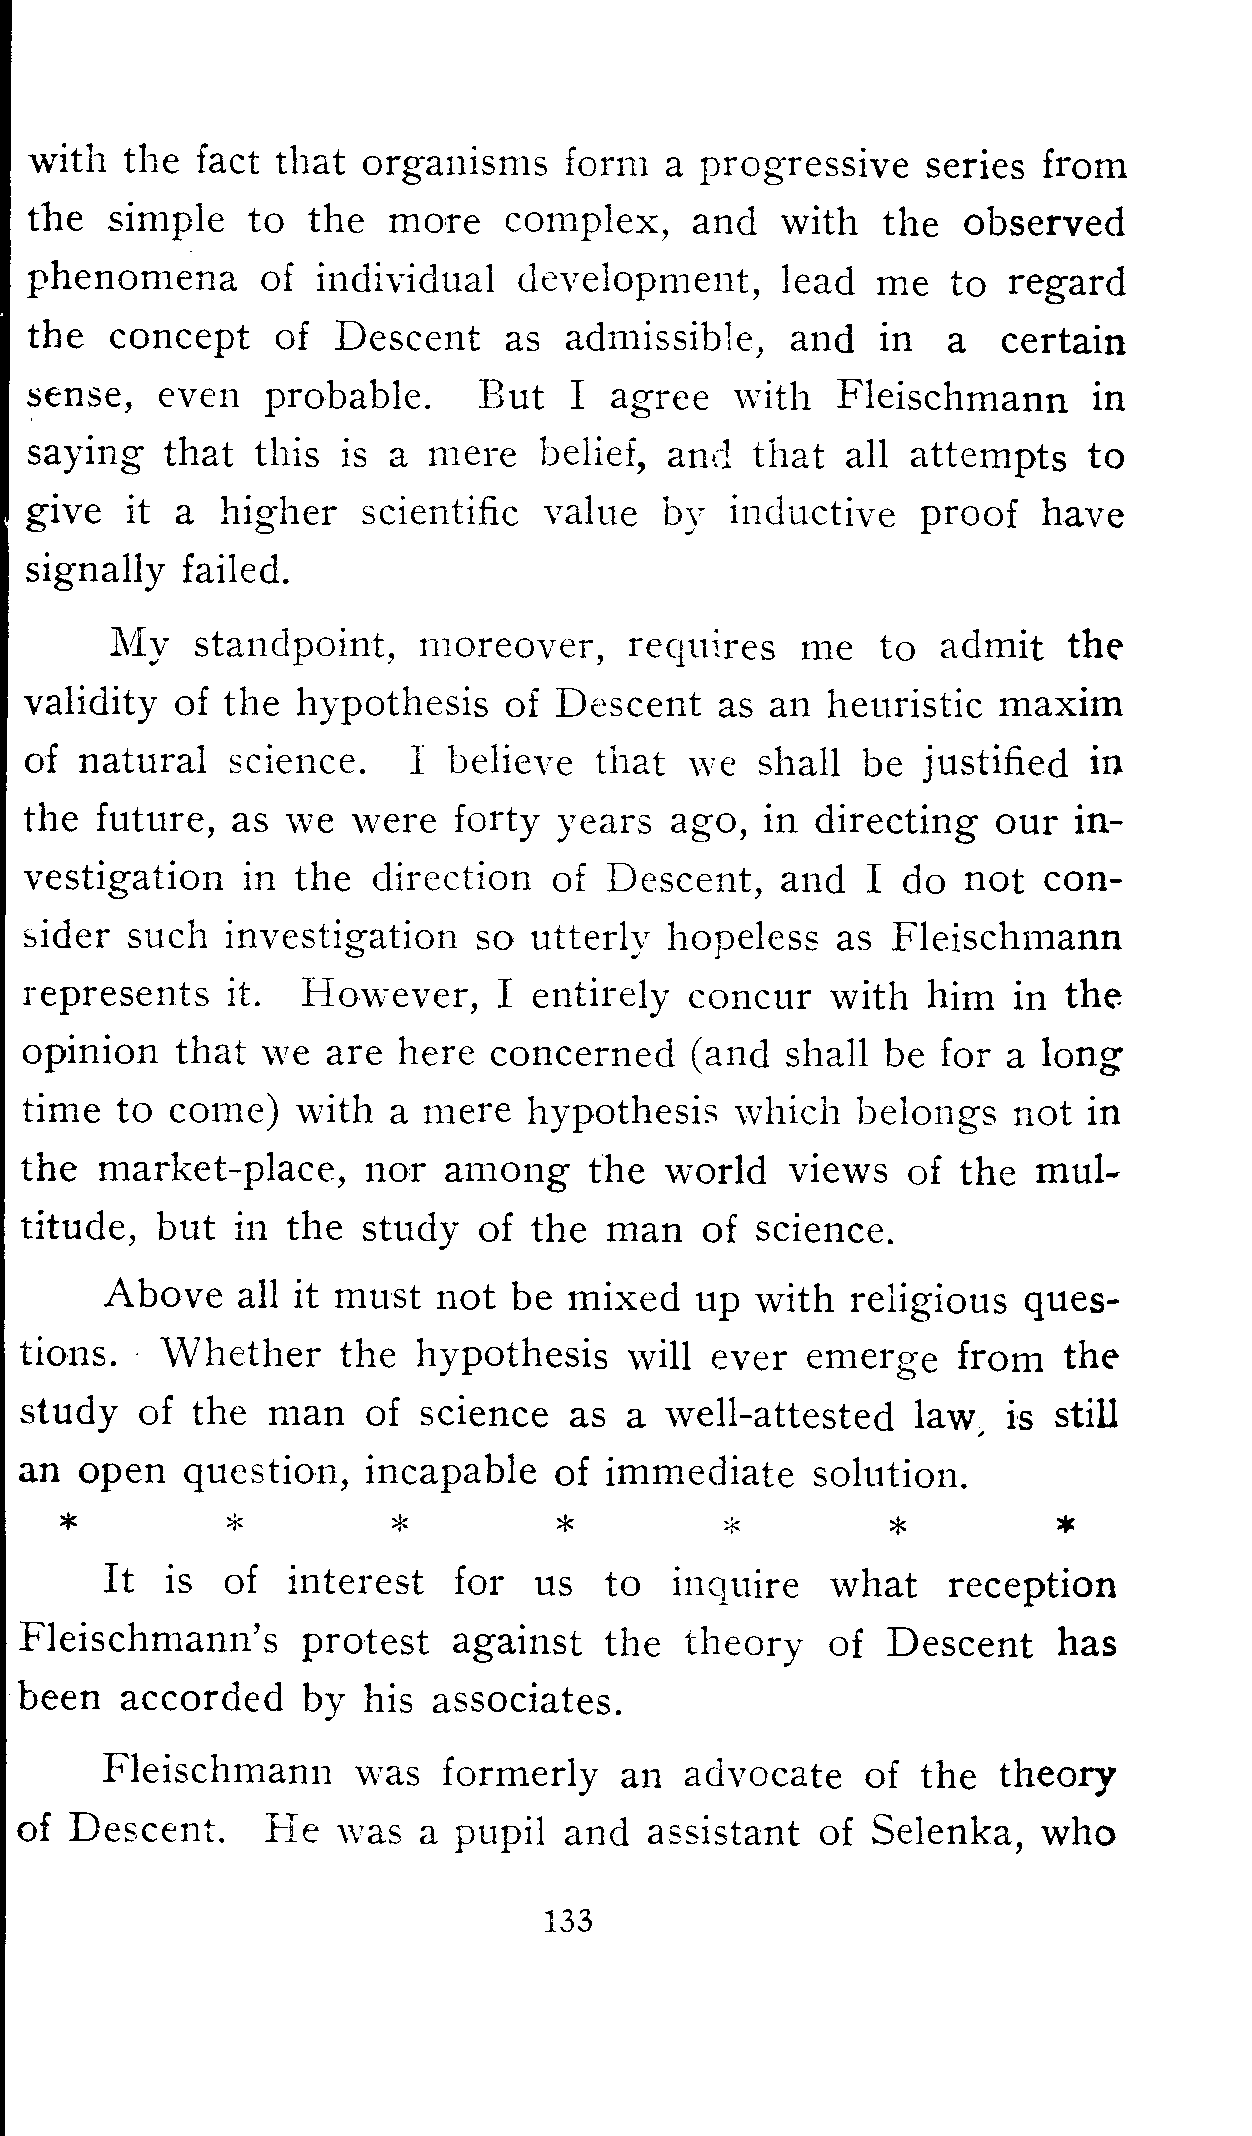 with the fact that organisms form a progressive series from
the simple to the more complex, and with the observed
phenomena of individual development, lead me to regard
the concept of Descent as admissible, and in a certain
sense, even probable. But I agree with Fleischmann in
saying that this is a mere belief, and that all attempts to
give it a higher scientific value by inductive proof have
signally failed.
My standpoint, moreover, requires me to admit the
validity of the hypothesis of Descent as an heuristic maxim
of natural science. I believe that we shall be justified in
the future, as we were forty years ago, in directing our in-
vestigation in the direction of Descent, and I do not con-
sider such investigation so utterly hopeless as Fleischmann
represents it. However, I entirely concur with him in the
opinion that we are here concerned (and shall be for a long
time to come) with a mere hypothesis which belongs not in
the market-place, nor among the world views of the mul-
titude, but in the study of the man of science.
Above all it must not be mixed up with religious ques-
tions. Whether the hypothesis will ever emerge from the
study of the man of science as a well-attested law, is still
an open question, incapable of immediate solution.
* * * * * * *
It is of interest for us to inquire what reception
Fleischmann's protest against the theory of Descent has
been accorded by his associates.
Fleischmann was formerly an advocate of the theory
of Descent. He was a pupil and assistant of Selenka, who
133